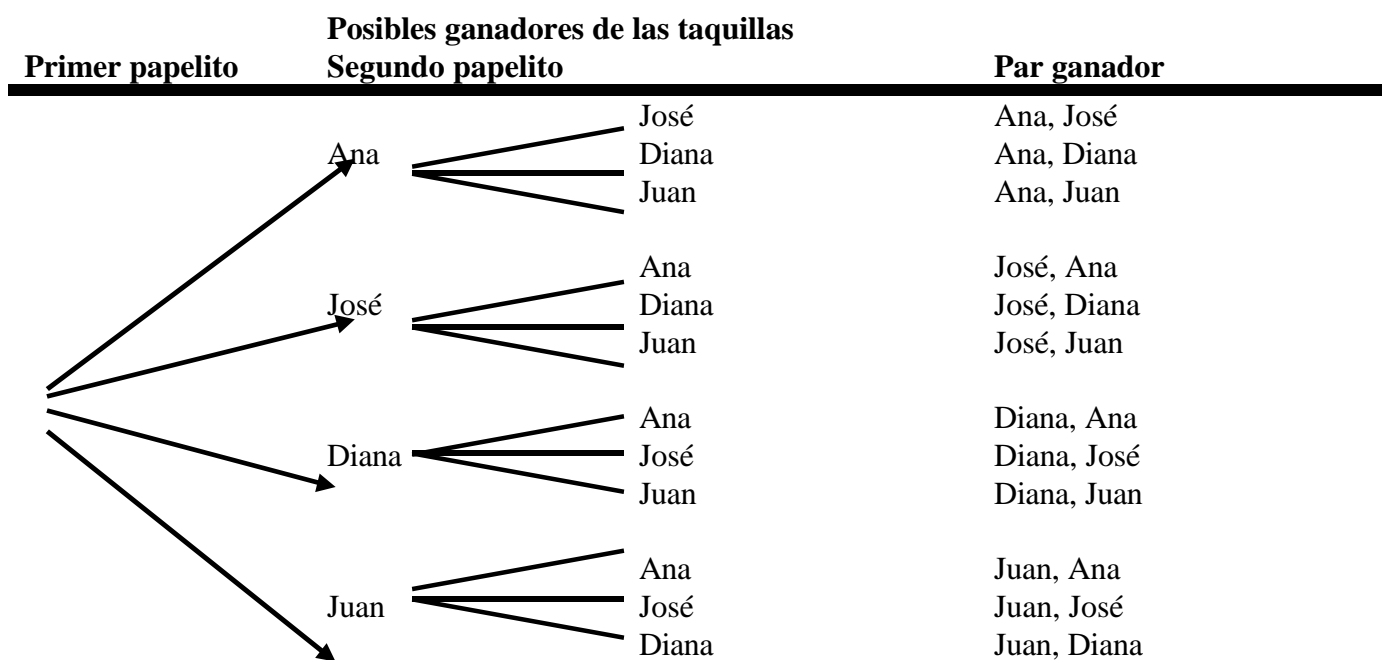 Posibles ganadores de las taquillas
Primer papelito Segundo papelito Par ganador
José Ana, José
Ana Diana Ana, Diana
Juan Ana, Juan
Ana José, Ana
José Diana José, Diana
Juan José, Juan
Ana Diana, Ana
Diana José Diana, José
Juan Diana, Juan
Ana Juan, Ana
Juan José Juan, José
Diana Juan, Diana